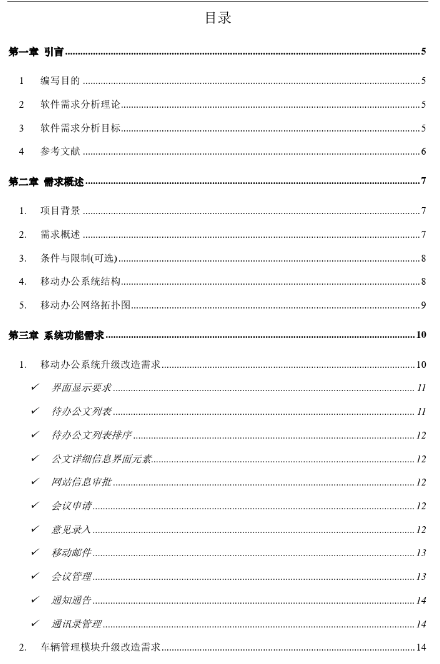 目录
第一章 引言 5
1 编写目的 5
2 软件需求分析理论 5
3 软件需求分析目标 5
4 参考文献 6
第二章 需求概述 7
1. 项目背景 7
2. 需求概述 7
3. 条件与限制(可选) 8
4. 移动办公系统结构 8
5. 移动办公网络拓扑图 9
第三章 系统功能需求 10
1. 移动办公系统升级改造需求 10
✓ 界面显示要求 11
✓ 待办公文列表 11
✓ 待办公文列表排序 12
✓ 公文详细信息界面元素 12
✓ 网站信息审批 12
✓ 会议申请 12
✓ 意见录入 12
✓ 移动邮件 13
✓ 会议管理 13
✓ 通知通告 14
✓ 通讯录管理 14
2. 车辆管理模块升级改造需求 14